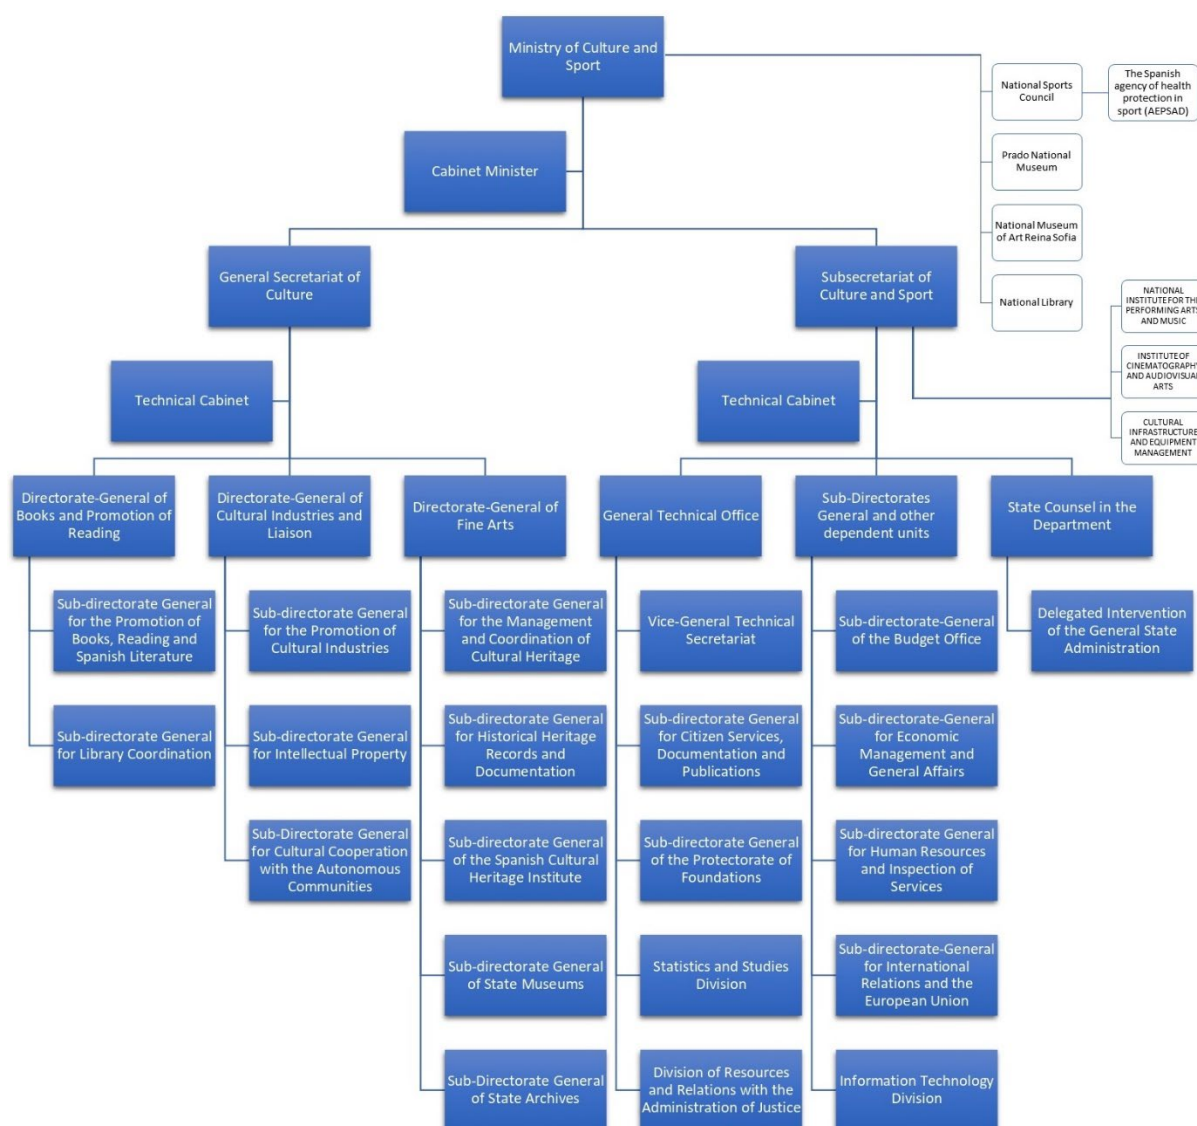 Ministry of Culture and
Sport
National Sports
Council
The Spanish
agency of health
protection in
sport (AEPSAD)
Cabinet Minister
Prado National
Museum
National Museum
of Art Reina Sofia
General Secretariat of
Culture
Subsecretariat of
Culture and Sport
National Library
NATIONAL
INSTITUTE FOR THE
PERFORMING ARTS
AND MUSIC
INSTITUTE OF
CINEMATOGRAPHY
AND AUDIOVISUAL
ARTS
CULTURAL
INFRASTRUCTURE
AND EQUIPMENT
MANAGEMENT
Technical Cabinet
Technical Cabinet
Directorate-General of
Books and Promotion of
Reading
Directorate-General of
Cultural Industries and
Liaison
Directorate-General of
Fine Arts
General Technical Office
Sub-Directorates
General and other
dependent units
State Counsel in the
Department
Sub-directorate General
for the Promotion of
Books, Reading and
Spanish Literature
Sub-directorate General
for the Promotion of
Cultural Industries
Sub-directorate General
for the Management
and Coordination of
Cultural Heritage
Vice-General Technical
Secretariat
Sub-directorate-General
of the Budget Office
Delegated Intervention
of the General State
Administration
Sub-directorate General
for Library Coordination
Sub-directorate General
for Intellectual Property
Sub-directorate General
for Historical Heritage
Records and
Documentation
Sub-directorate General
for Citizen Services,
Documentation and
Publications
Sub-directorate-General
for Economic
Management and
General Affairs
Sub-Directorate General
for Cultural Cooperation
with the Autonomous
Communities
Sub-directorate General
of the Spanish Cultural
Heritage Institute
Sub-directorate General
of the Protectorate of
Foundations
Sub-directorate General
for Human Resources
and Inspection of
Services
Sub-directorate General
of State Museums
Statistics and Studies
Division
Sub-directorate-General
for International
Relations and the
European Union
Sub-Directorate General
of State Archives
Division of Resources
and Relations with the
Administration of Justice
Information Technology
Division